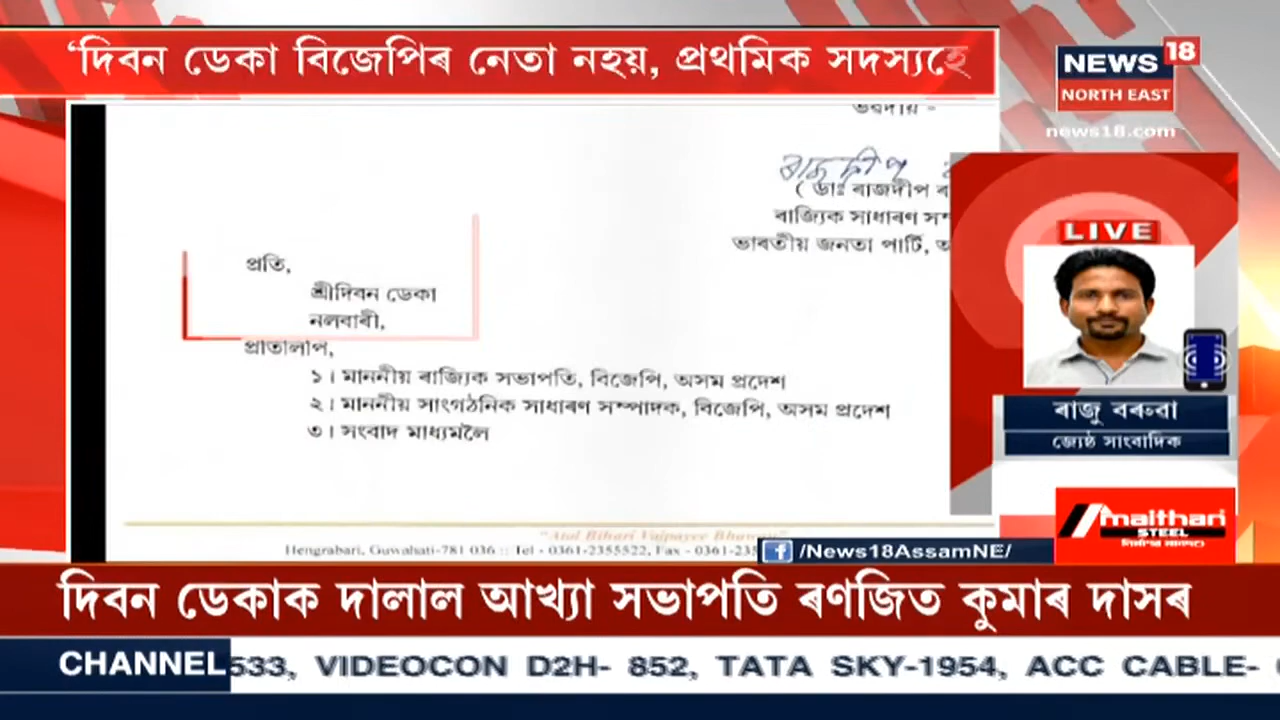 ‘দিবন ডেকা বিজেপিৰ নেতা নহয়, প্ৰথমিক সদস্যহে
NEWS 18
NORTH EAST
news18.com
ৰাজদীপ
( ডাঃ ৰাজদীপ ৰ
ৰাজ্যিক সাধাৰণ সম্প
ভাৰতীয় জনতা পাৰ্টি, অ
প্ৰতি,
শ্ৰীদিবন ডেকা
নলবাৰী,
প্ৰতিলিপি,
১। মাননীয় ৰাজ্যিক সভাপতি, বিজেপি, অসম প্ৰদেশ
২। মাননীয় সাংগঠনিক সাধাৰণ সম্পাদক, বিজেপি, অসম প্ৰদেশ
৩। সংবাদ মাধ্যমলৈ
"Atal Bihari Vajpayee Bhawan"
Hengrabari, Guwahati-781 036 :: Tel - 0361-2355522, Fax - 0361-235
LIVE
ৰাজু বৰুৱা
জ্যেষ্ঠ সাংবাদিক
maithan
STEEL
/News18AssamNE/
দিবন ডেকাক দালাল আখ্যা সভাপতি ৰণজিত কুমাৰ দাসৰ
CHANNEL 533, VIDEOCON D2H- 852, TATA SKY-1954, ACC CABLE-